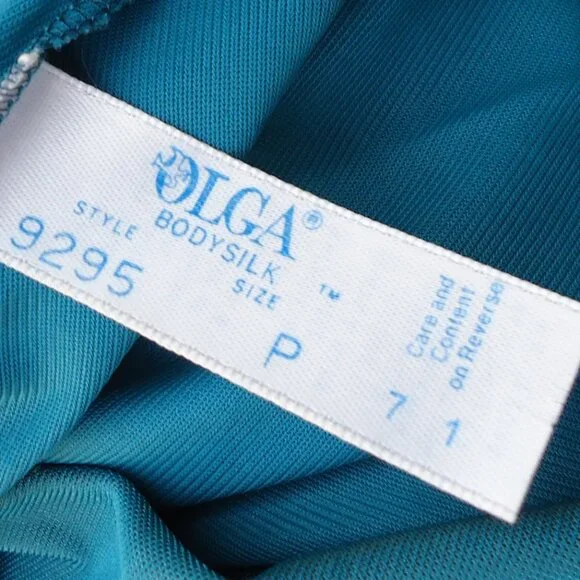 OLGA®
BODYSILK ™
STYLE SIZE
9295 P 7 1
Care and
Content
on Reverse